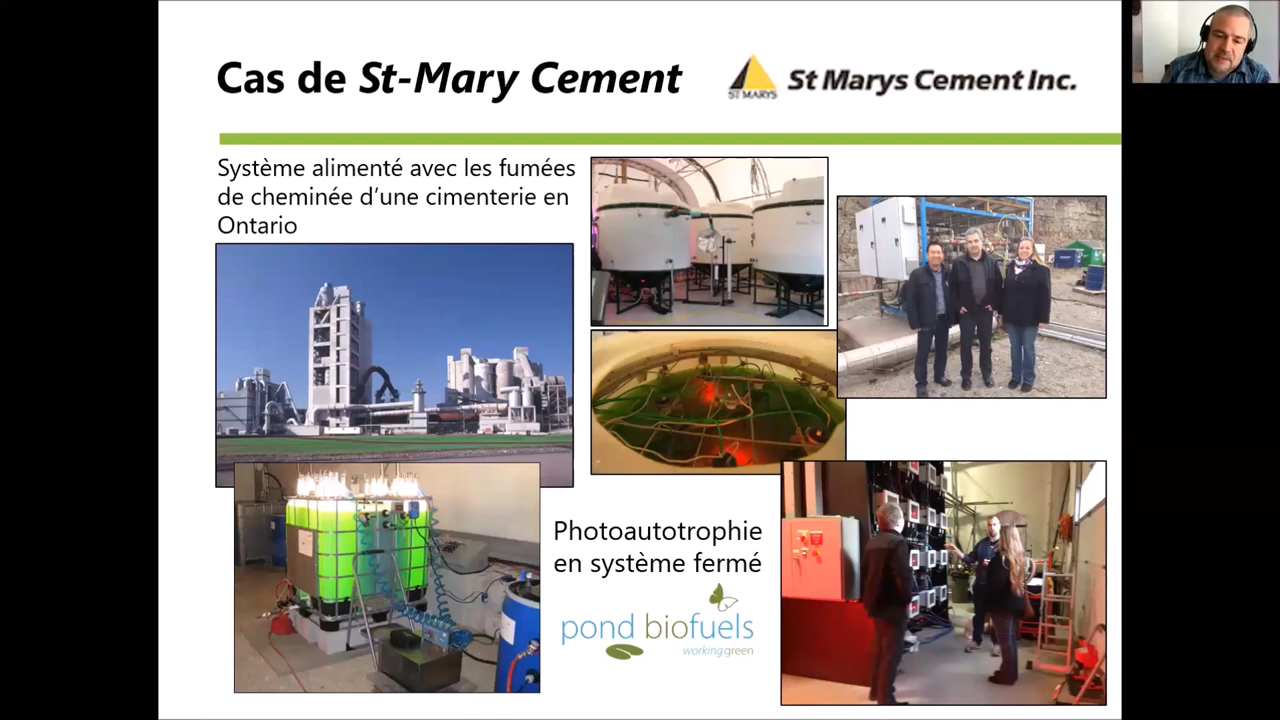 Cas de St-Mary Cement
ST MARYS
St Marys Cement Inc.
Système alimenté avec les fumées
de cheminée d’une cimenterie en
Ontario
Photoautotrophie
en système fermé
pond biofuels
working green